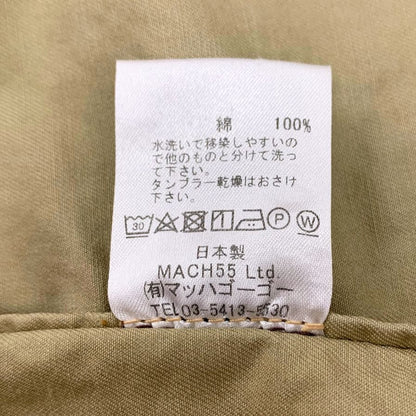 綿 100%
水洗いで移染しやすいの
で他のものと分けて洗っ
て下さい。
タンブラー乾燥はおさけ
下さい。
30 P W
日本製
MACH55 Ltd.
(有)マッハゴーゴー